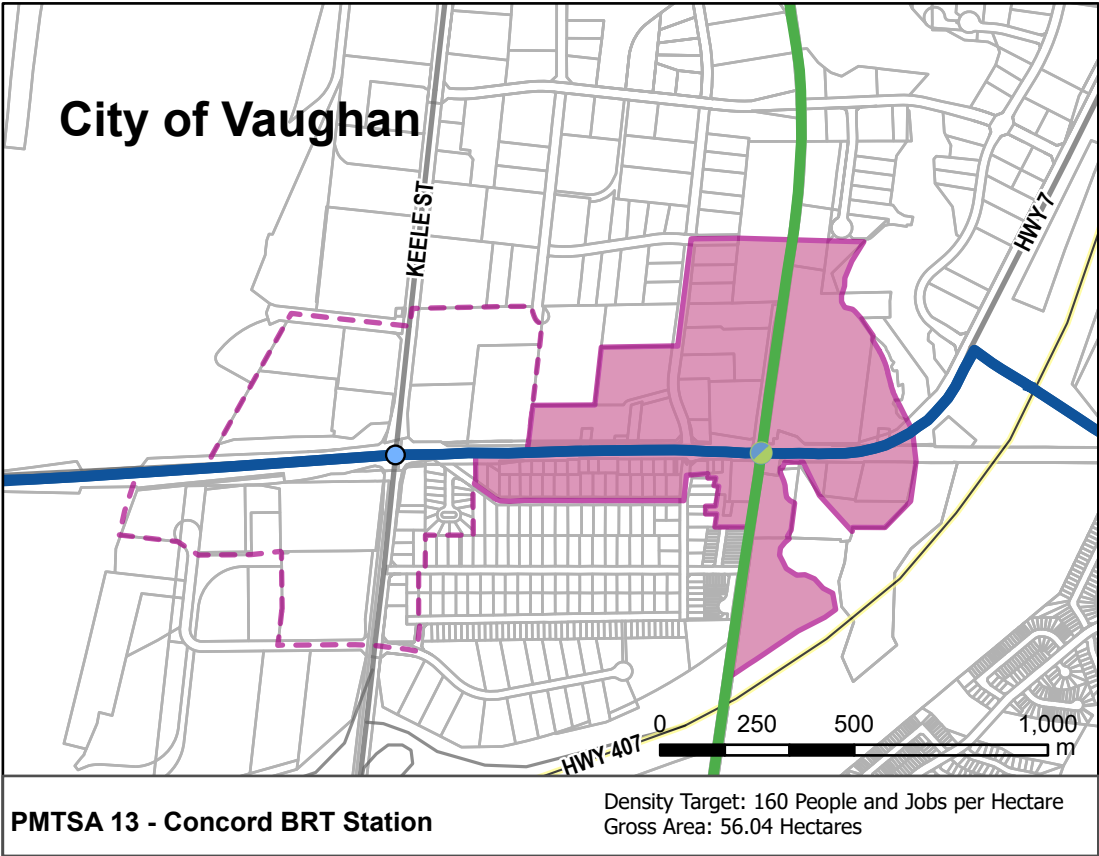 City of Vaughan
KEELE ST
HWY 7
HWY 407
0 250 500 1,000
m
PMTSA 13 - Concord BRT Station
Density Target: 160 People and Jobs per Hectare
Gross Area: 56.04 Hectares